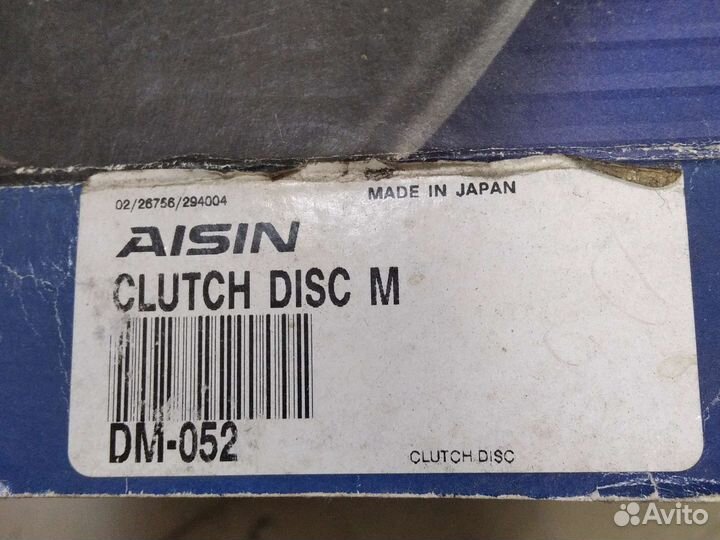 02/26756/294004
MADE IN JAPAN
AISIN
CLUTCH DISC M
DM-052
CLUTCH DISC
Avito